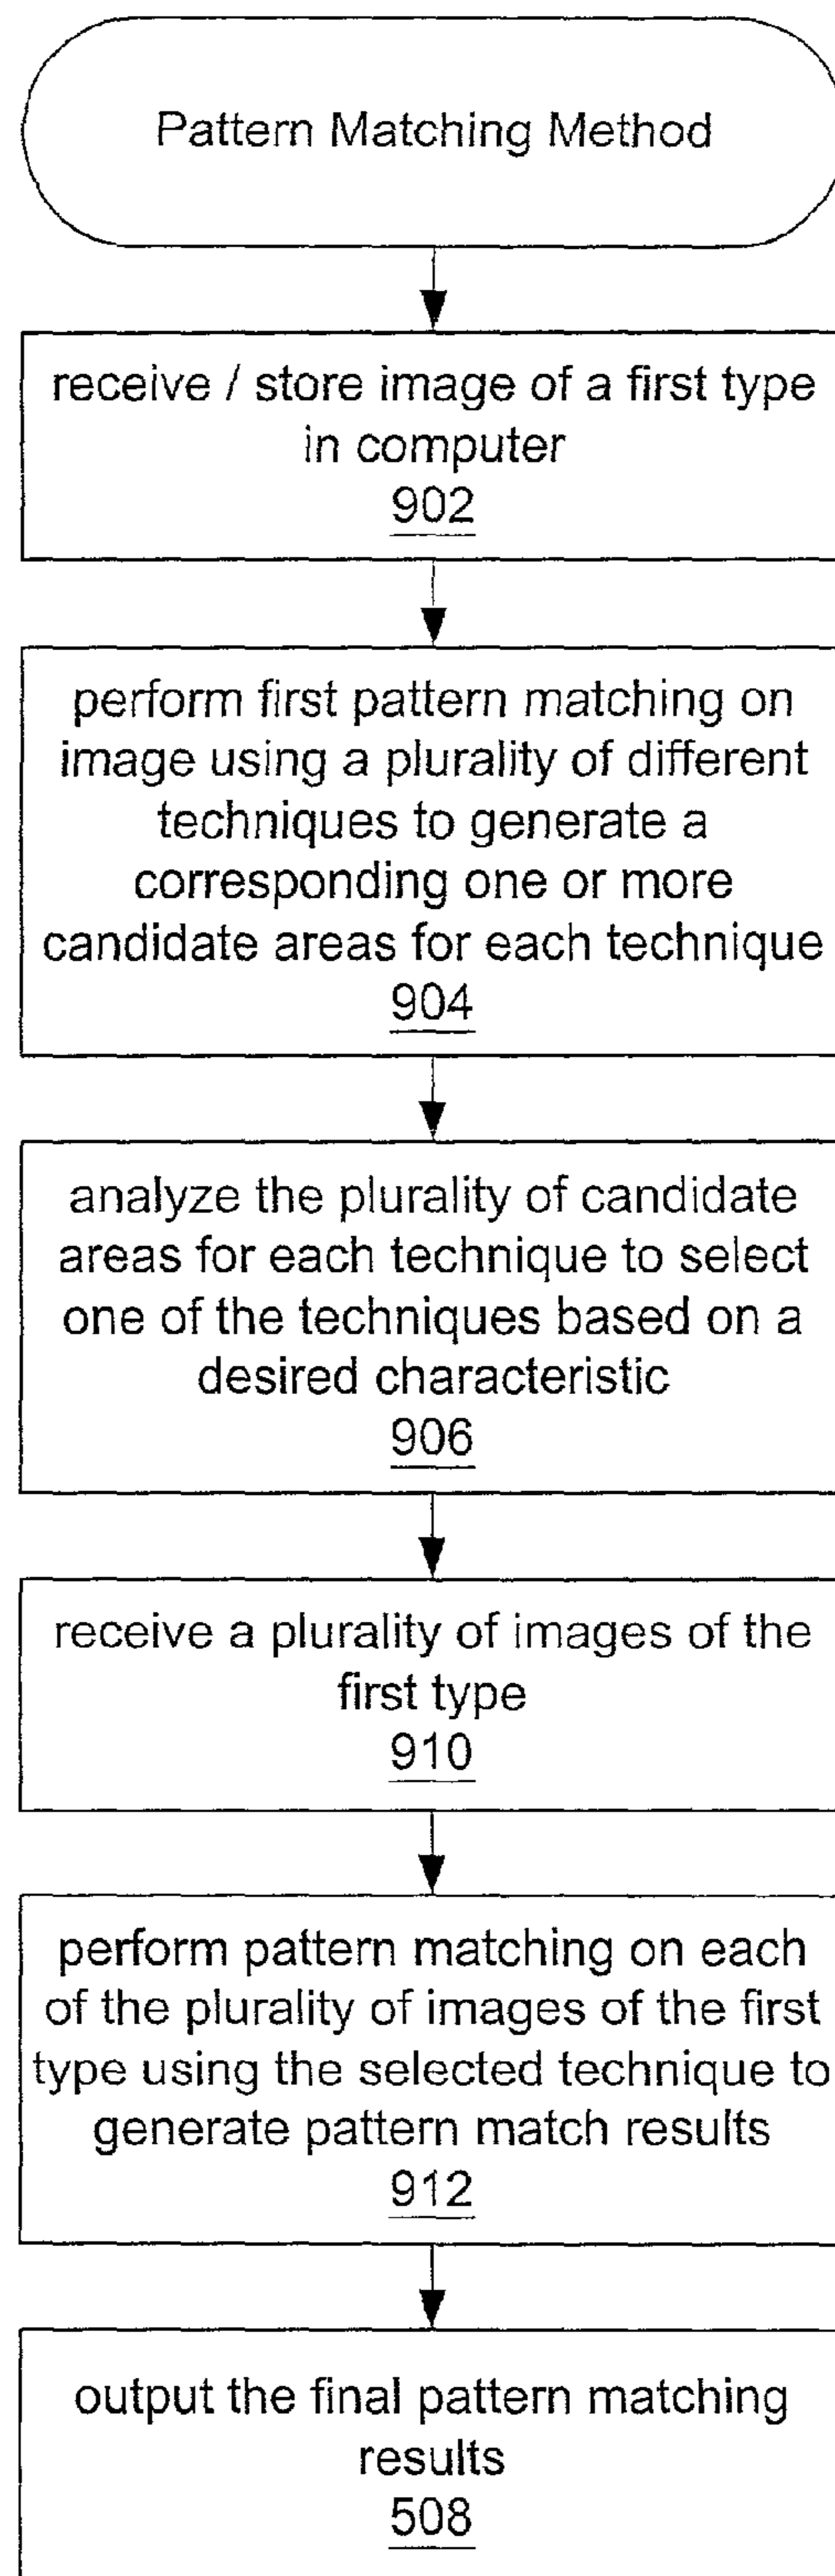 Pattern Matching Method
receive / store image of a first type
in computer
902
perform first pattern matching on
image using a plurality of different
techniques to generate a
corresponding one or more
candidate areas for each technique
904
analyze the plurality of candidate
areas for each technique to select
one of the techniques based on a
desired characteristic
906
receive a plurality of images of the
first type
910
perform pattern matching on each
of the plurality of images of the first
type using the selected technique to
generate pattern match results
912
output the final pattern matching
results
508